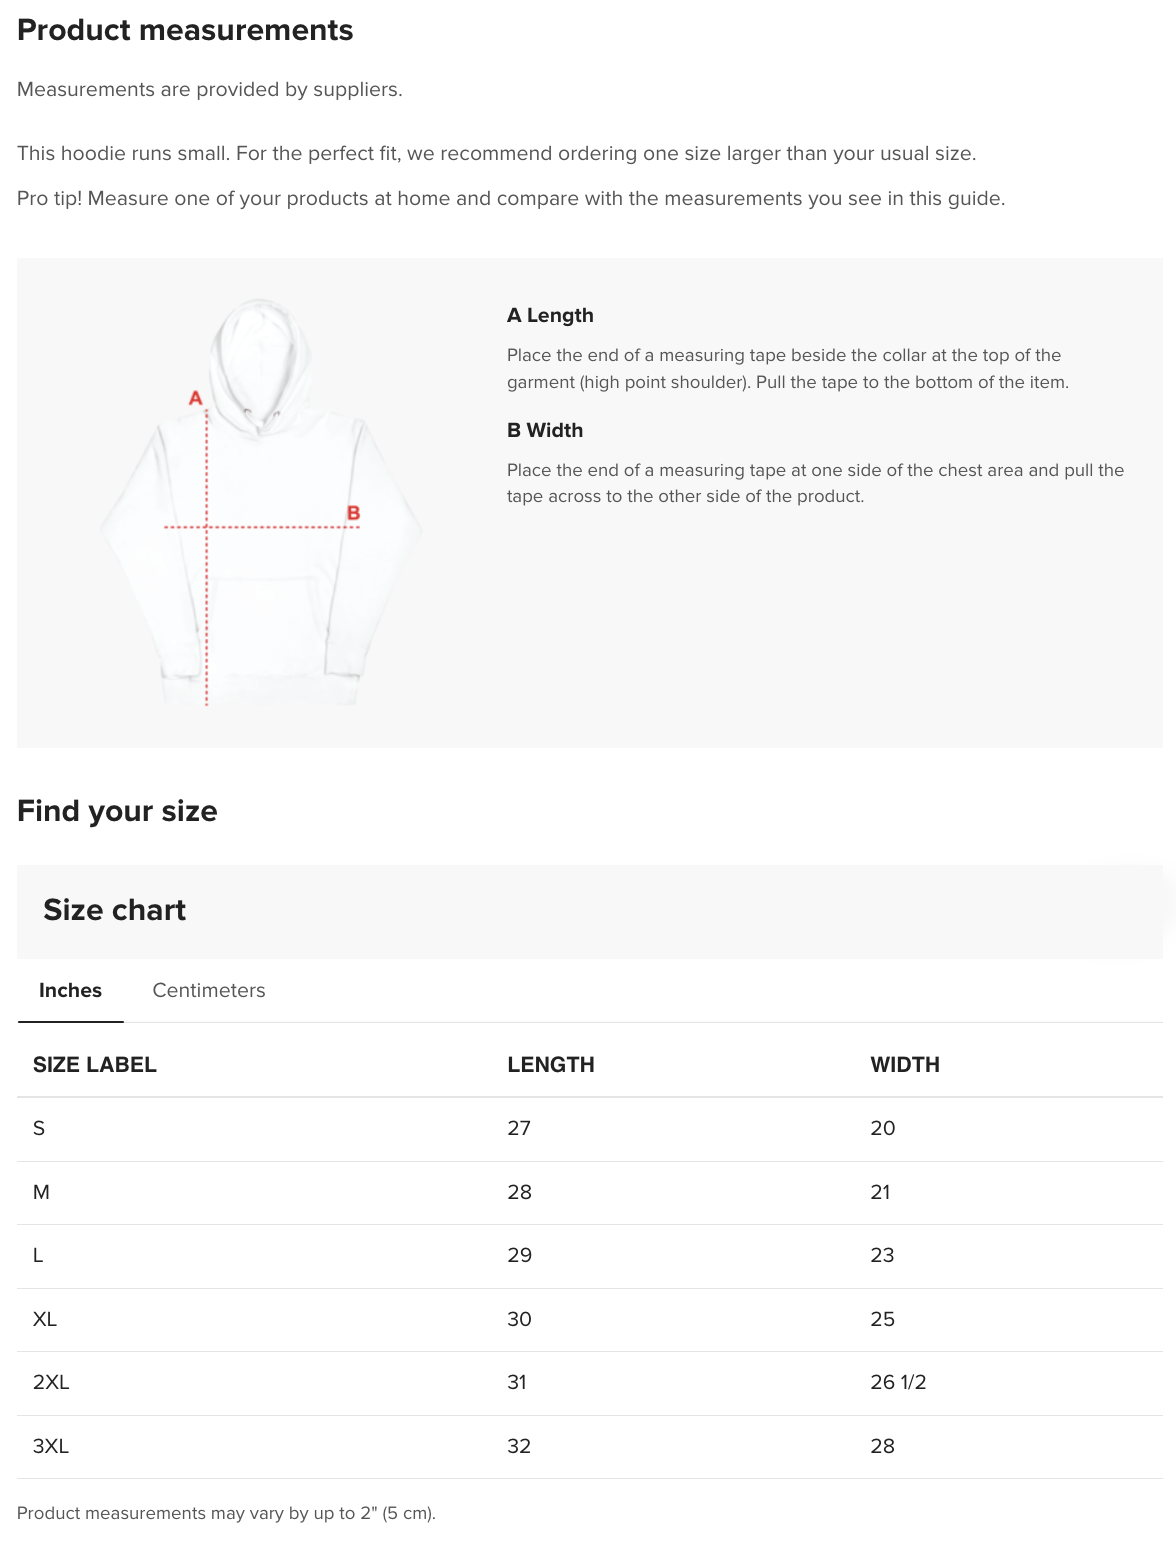 Product measurements
Measurements are provided by suppliers.
This hoodie runs small. For the perfect fit, we recommend ordering one size larger than your usual size.
Pro tip! Measure one of your products at home and compare with the measurements you see in this guide.
A
B
A Length
Place the end of a measuring tape beside the collar at the top of the
garment (high point shoulder). Pull the tape to the bottom of the item.
B Width
Place the end of a measuring tape at one side of the chest area and pull the
tape across to the other side of the product.
Find your size
Size chart
Inches Centimeters
SIZE LABEL LENGTH WIDTH
S 27 20
M 28 21
L 29 23
XL 30 25
2XL 31 26 1/2
3XL 32 28
Product measurements may vary by up to 2" (5 cm).